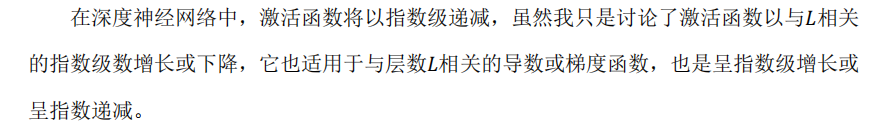 在深度神经网络中，激活函数将以指数级递减，虽然我只是讨论了激活函数以与L相关
的指数级数增长或下降，它也适用于与层数L相关的导数或梯度函数，也是呈指数级增长或
呈指数递减。